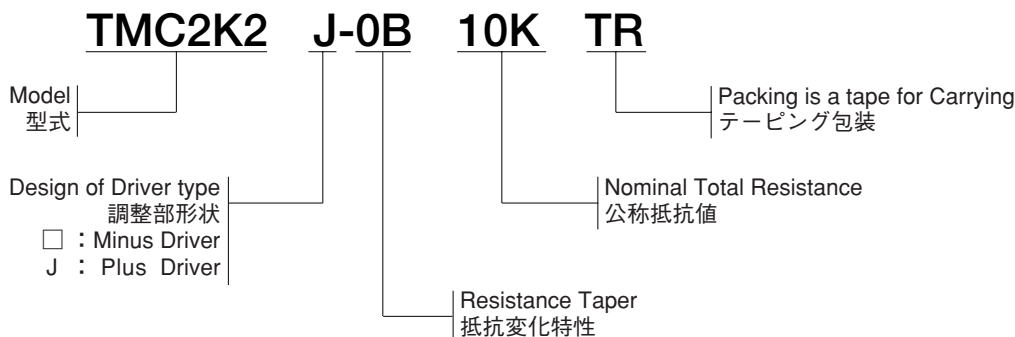 TMC2K2 J-0B 10K TR
Model
型式
Packing is a tape for Carrying
テーピング包装
Design of Driver type
調整部形状
□ : Minus Driver
J : Plus Driver
Nominal Total Resistance
公称抵抗値
Resistance Taper
抵抗変化特性